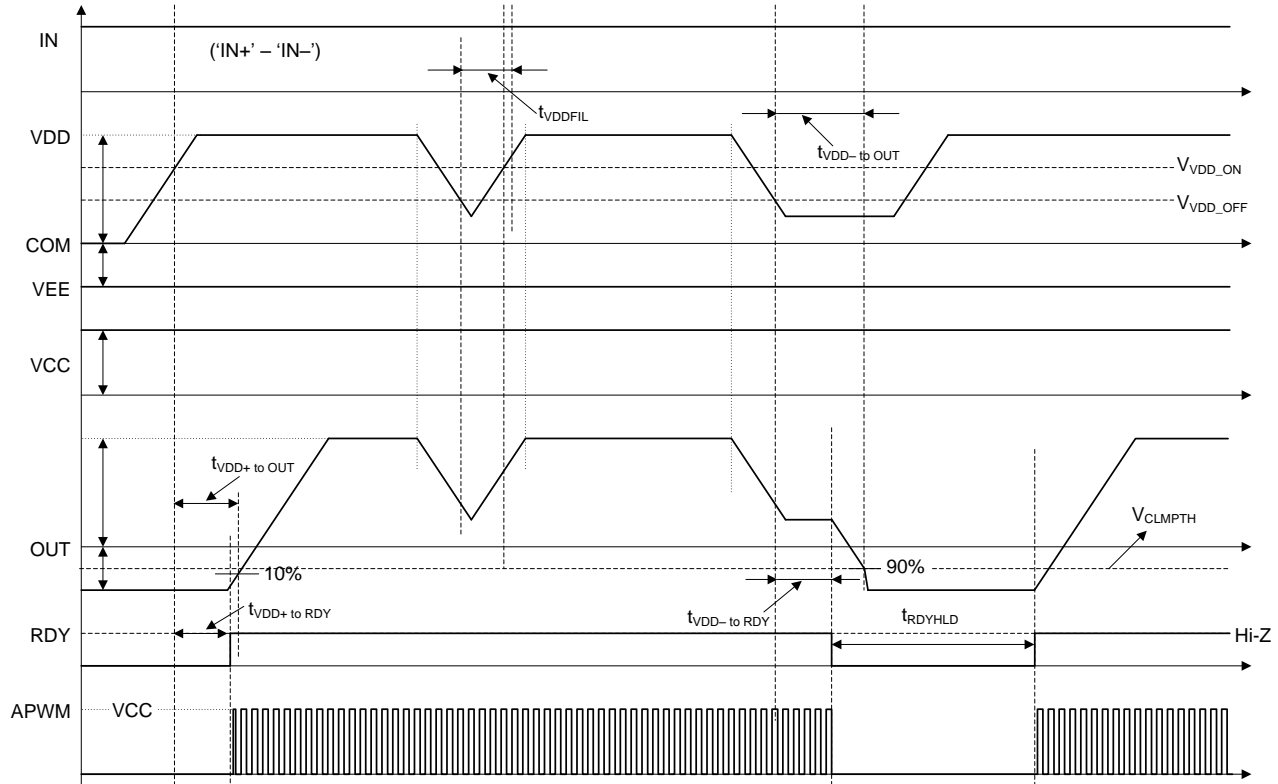 IN
('IN+' – 'IN–')
tVDDFIL
VDD
tVDD– to OUT
VVDD_ON
VVDD_OFF
COM
VEE
VCC
tVDD+ to OUT
VCLMPTH
OUT
10%
90%
tVDD+ to RDY
tVDD– to RDY
tRDYHLD
RDY
Hi-Z
APWM
VCC